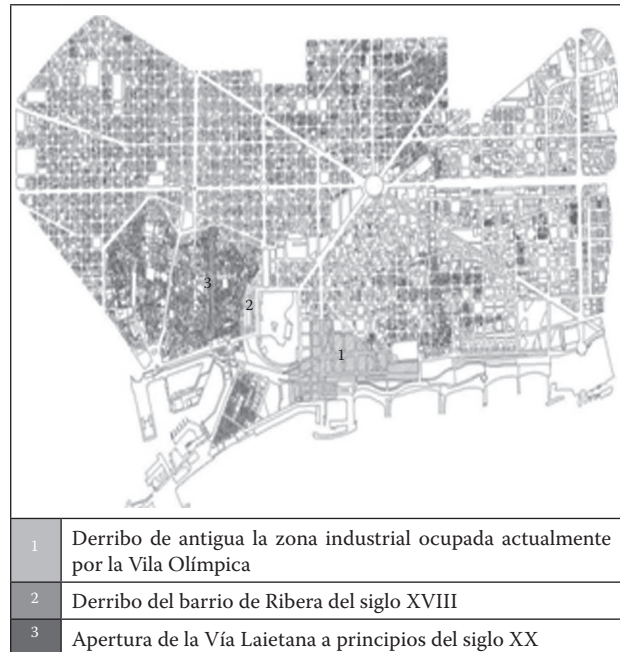 3
2
1
1 Derribo de antigua la zona industrial ocupada actualmente
por la Vila Olímpica
2 Derribo del barrio de Ribera del siglo XVIII
3 Apertura de la Vía Laietana a principios del siglo XX